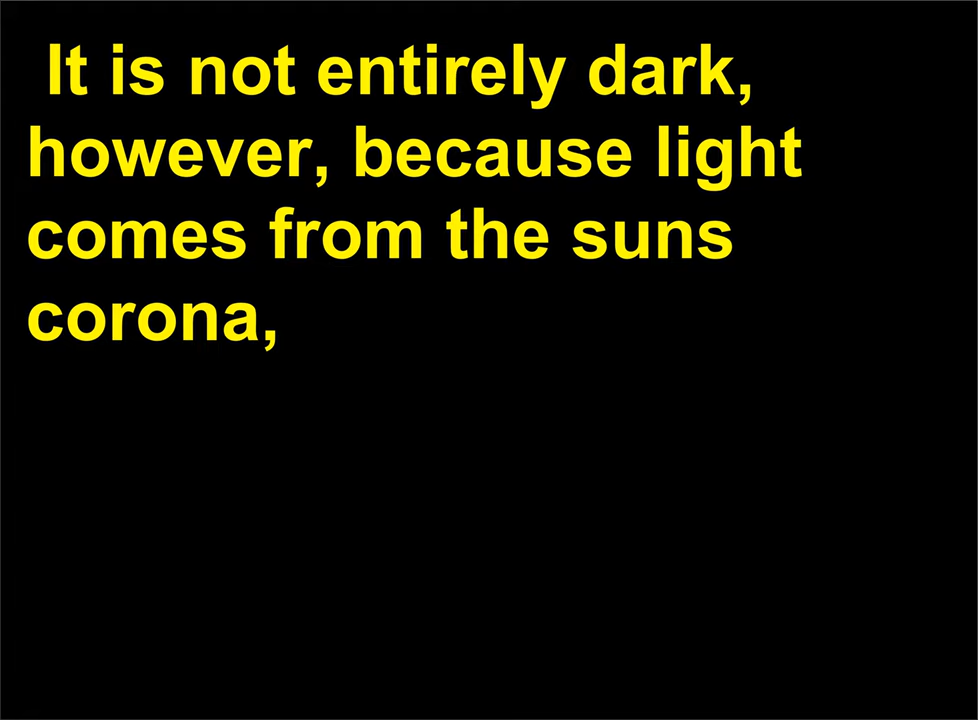 It is not entirely dark,
however, because light
comes from the suns
corona,